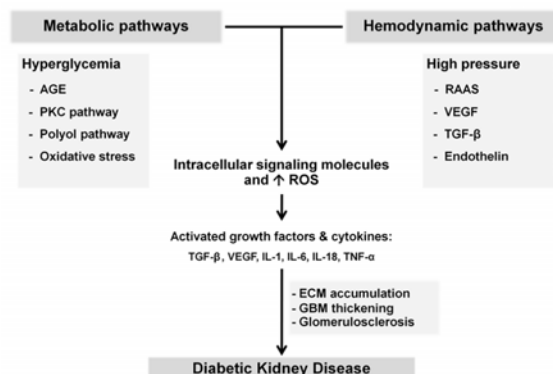 Metabolic pathways
Hemodynamic pathways
Hyperglycemia
- AGE
- PKC pathway
- Polyol pathway
- Oxidative stress
High pressure
- RAAS
- VEGF
- TGF-β
- Endothelin
Intracellular signaling molecules
and ↑ ROS
Activated growth factors & cytokines:
TGF-β, VEGF, IL-1, IL-6, IL-18, TNF-α
- ECM accumulation
- GBM thickening
- Glomerulosclerosis
Diabetic Kidney Disease